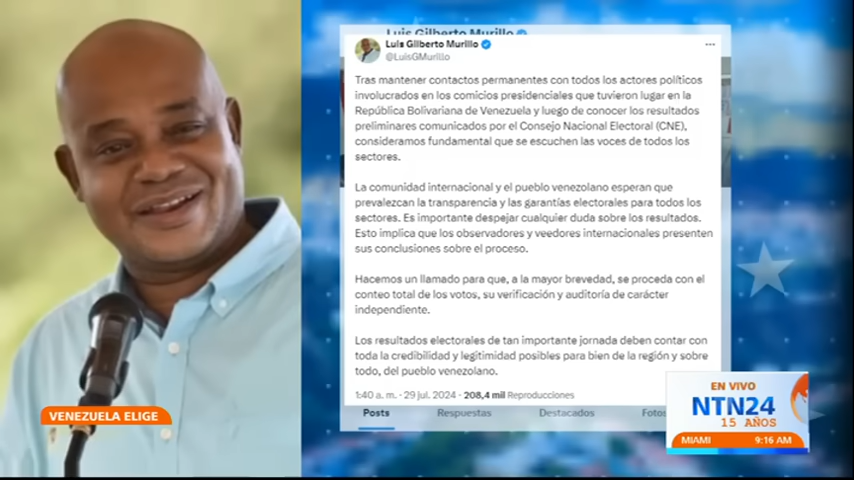 Luis Gilberto Murillo
Luis Gilberto Murillo
@LuisGMurillo
Tras mantener contactos permanentes con todos los actores políticos
involucrados en los comicios presidenciales que tuvieron lugar en la
República Bolivariana de Venezuela y luego de conocer los resultados
preliminares comunicados por el Consejo Nacional Electoral (CNE),
consideramos fundamental que se escuchen las voces de todos los
sectores.
La comunidad internacional y el pueblo venezolano esperan que
prevalezcan la transparencia y las garantías electorales para todos los
sectores. Es importante despejar cualquier duda sobre los resultados.
Esto implica que los observadores y veedores internacionales presenten
sus conclusiones sobre el proceso.
Hacemos un llamado para que, a la mayor brevedad, se proceda con el
conteo total de los votos, su verificación y auditoría de carácter
independiente.
Los resultados electorales de tan importante jornada deben contar con
toda la credibilidad y legitimidad posibles para bien de la región y sobre
todo, del pueblo venezolano.
1:40 a. m. · 29 jul. 2024 · 208,4 mil Reproducciones
Posts Respuestas Destacados Fotos
VENEZUELA ELIGE
EN VIVO
NTN24
15 AÑOS
MIAMI 9:16 AM